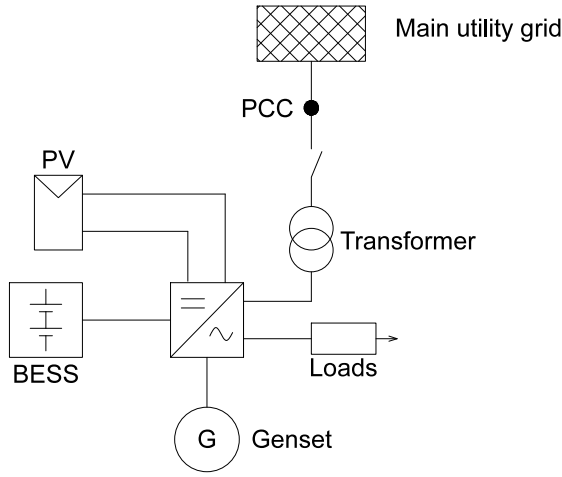 Main utility grid
PCC
PV
Transformer
BESS
Loads
G
Genset